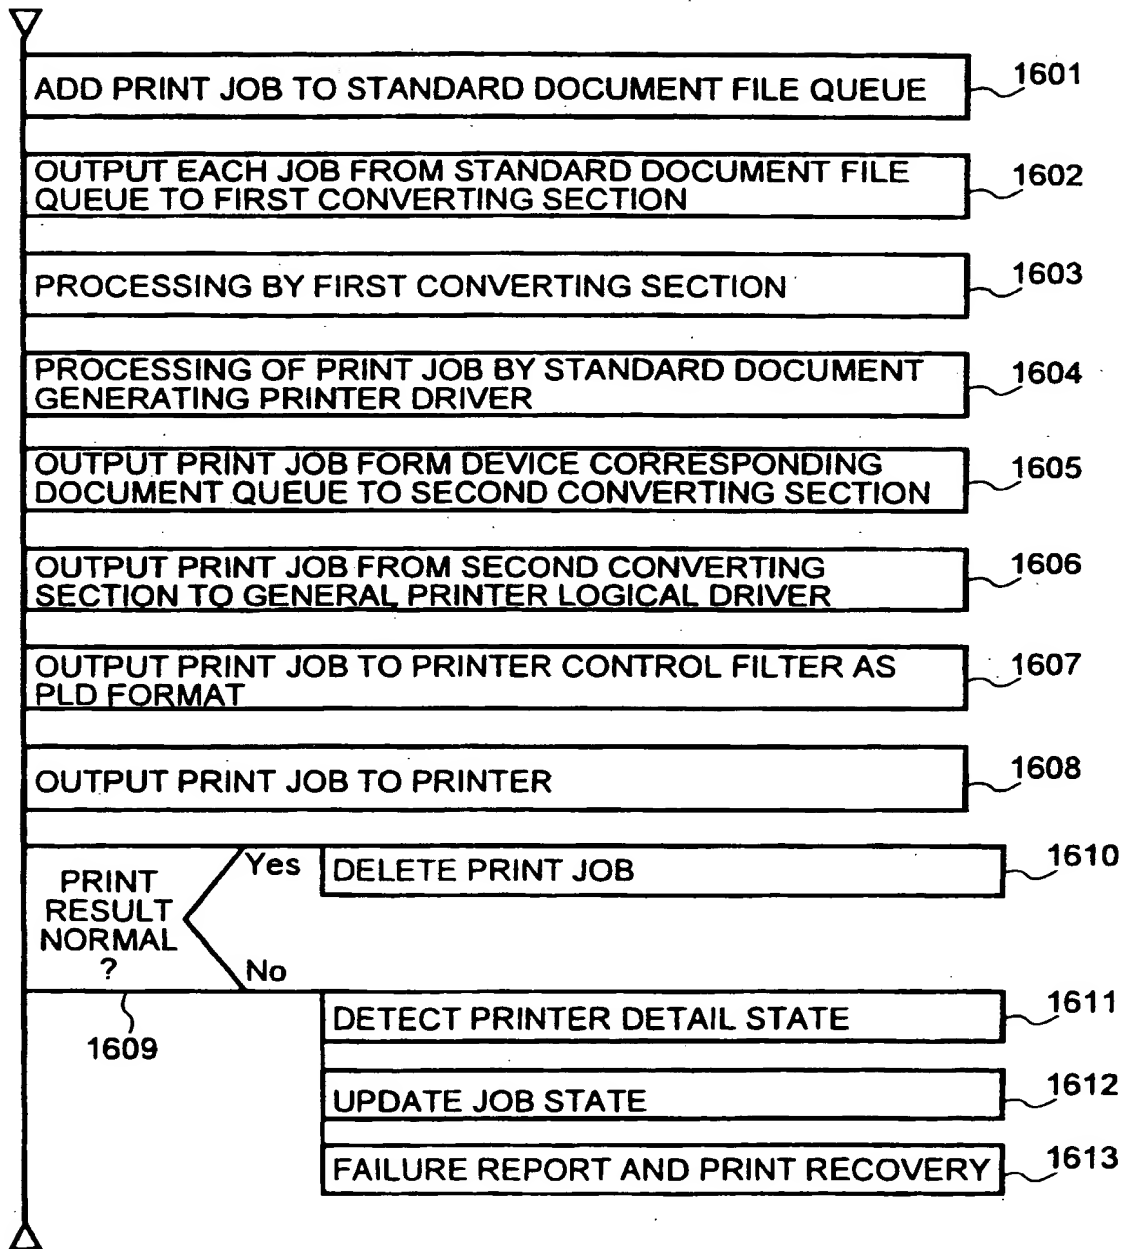 ADD PRINT JOB TO STANDARD DOCUMENT FILE QUEUE
1601
OUTPUT EACH JOB FROM STANDARD DOCUMENT FILE
QUEUE TO FIRST CONVERTING SECTION
1602
PROCESSING BY FIRST CONVERTING SECTION
1603
PROCESSING OF PRINT JOB BY STANDARD DOCUMENT
GENERATING PRINTER DRIVER
1604
OUTPUT PRINT JOB FORM DEVICE CORRESPONDING
DOCUMENT QUEUE TO SECOND CONVERTING SECTION
1605
OUTPUT PRINT JOB FROM SECOND CONVERTING
SECTION TO GENERAL PRINTER LOGICAL DRIVER
1606
OUTPUT PRINT JOB TO PRINTER CONTROL FILTER AS
PLD FORMAT
1607
OUTPUT PRINT JOB TO PRINTER
1608
PRINT
RESULT
NORMAL
?
1609
Yes
DELETE PRINT JOB
1610
No
DETECT PRINTER DETAIL STATE
1611
UPDATE JOB STATE
1612
FAILURE REPORT AND PRINT RECOVERY
1613